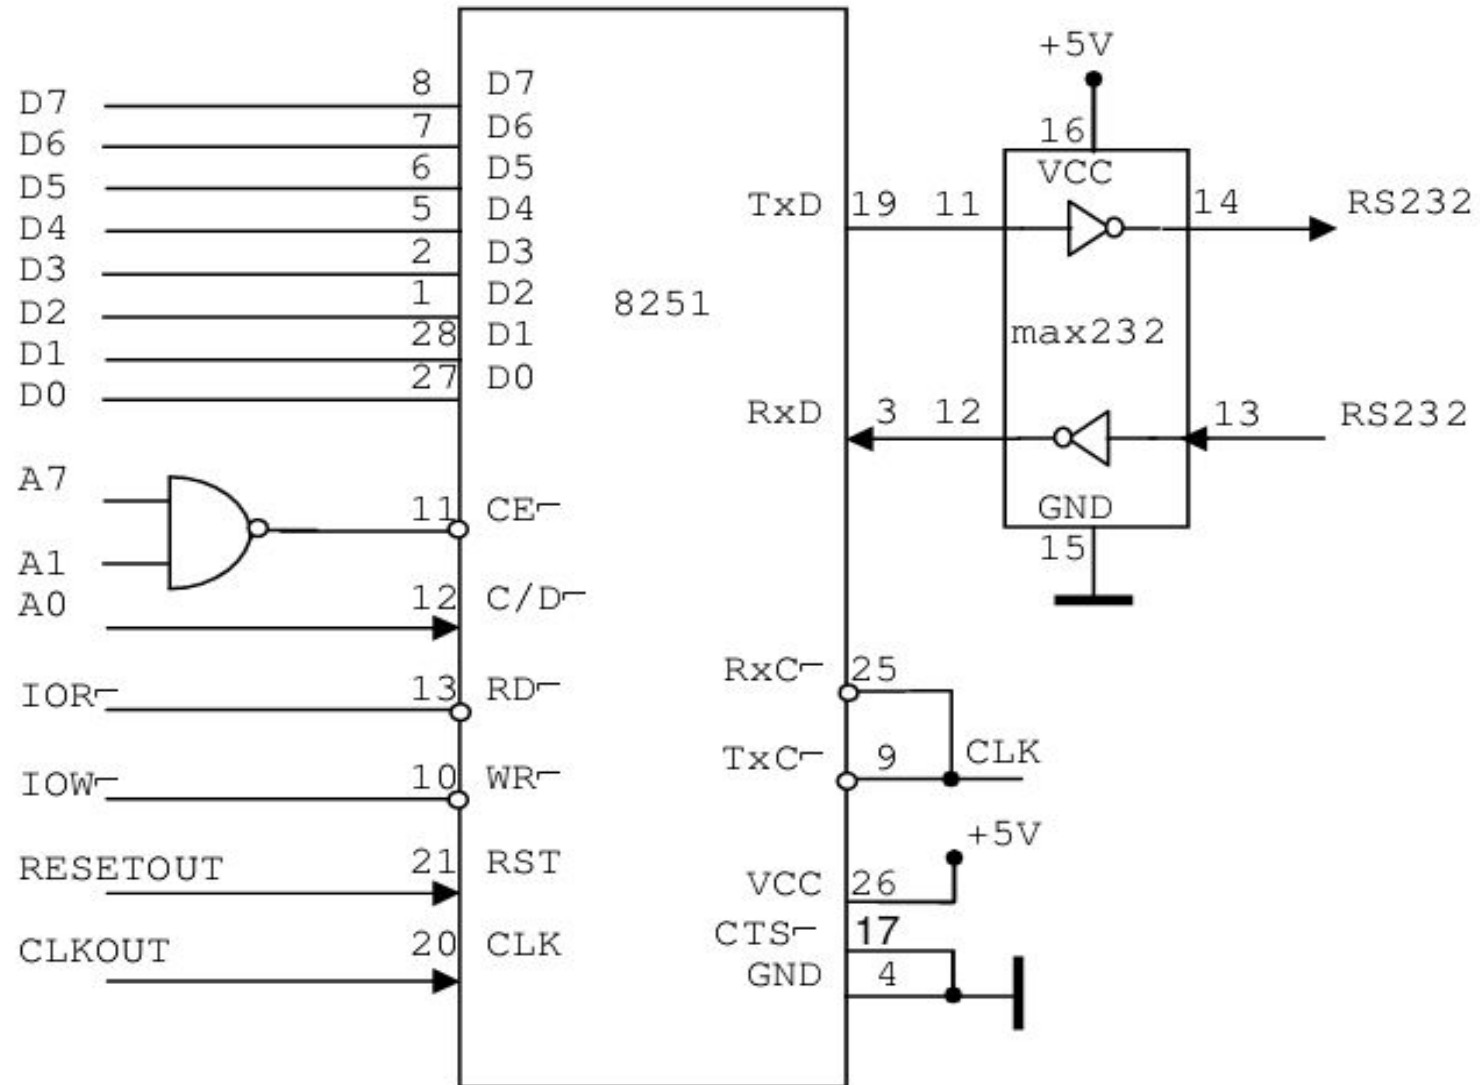 +5V
8 D7
D7
7 D6
D6
16
6 D5
VCC
D5
5 D4
TxD 19 11
14 RS232
D4
2 D3
D3
1 D2
8251
D2
28 D1
max232
D1
27 D0
D0
RxD 3 12
13 RS232
A7
11 CE¬
GND
15
A1
12 C/D¬
A0
RxC¬ 25
13 RD¬
IOR¬
TxC¬ 9 CLK
10 WR¬
IOW¬
+5V
21 RST
RESETOUT
VCC 26
CTS¬ 17
20 CLK
CLKOUT
GND 4